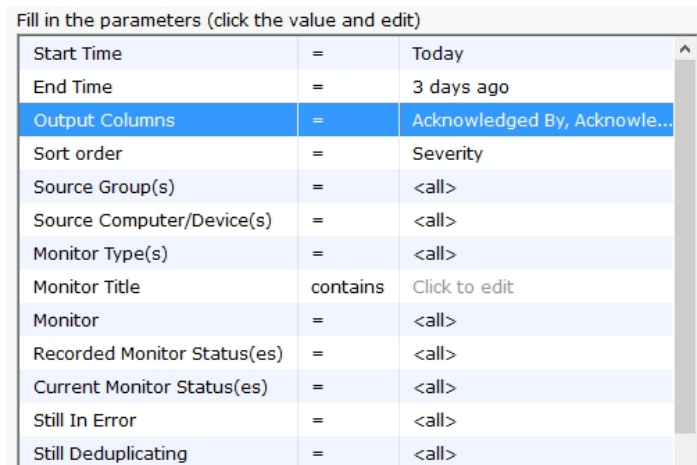 Fill in the parameters (click the value and edit)
Start Time = Today
End Time = 3 days ago
Output Columns = Acknowledged By, Acknowle...
Sort order = Severity
Source Group(s) = <all>
Source Computer/Device(s) = <all>
Monitor Type(s) = <all>
Monitor Title contains Click to edit
Monitor = <all>
Recorded Monitor Status(es) = <all>
Current Monitor Status(es) = <all>
Still In Error = <all>
Still Deduplicating = <all>